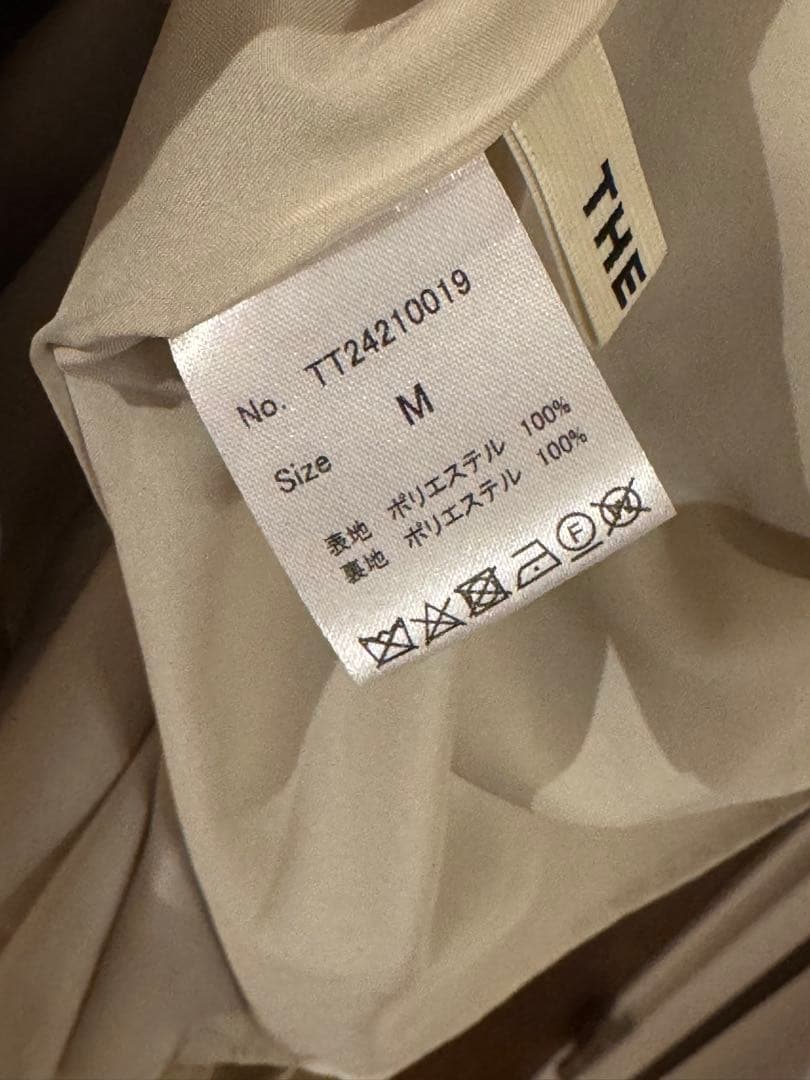 THE
No. TT24210019
Size M
表地 ポリエステル 100%
裏地 ポリエステル 100%
F
W